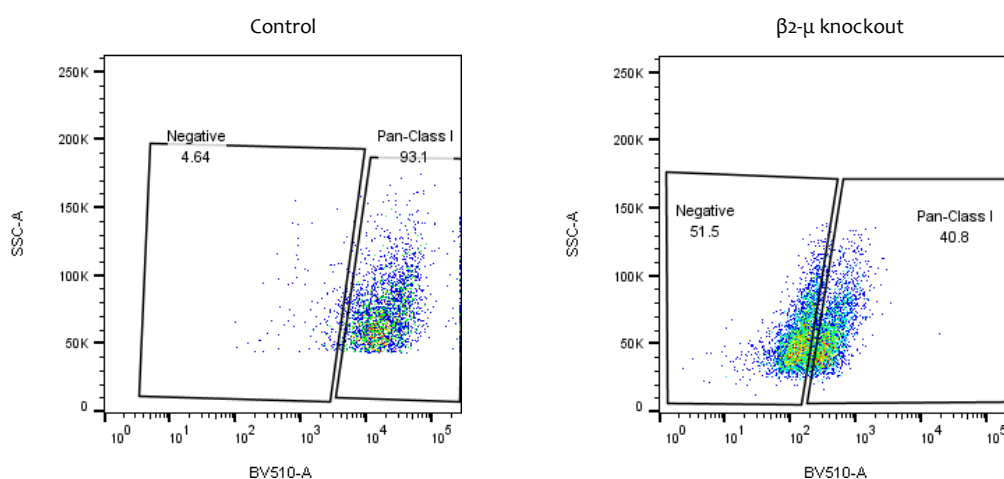 Control
250K
200K
150K
100K
50K
0
SSC-A
Negative
4.64
Pan-Class I
93.1
10^0 10^1 10^2 10^3 10^4 10^5
BV510-A
β2-μ knockout
250K
200K
150K
100K
50K
0
SSC-A
Negative
51.5
Pan-Class I
40.8
10^0 10^1 10^2 10^3 10^4 10^5
BV510-A